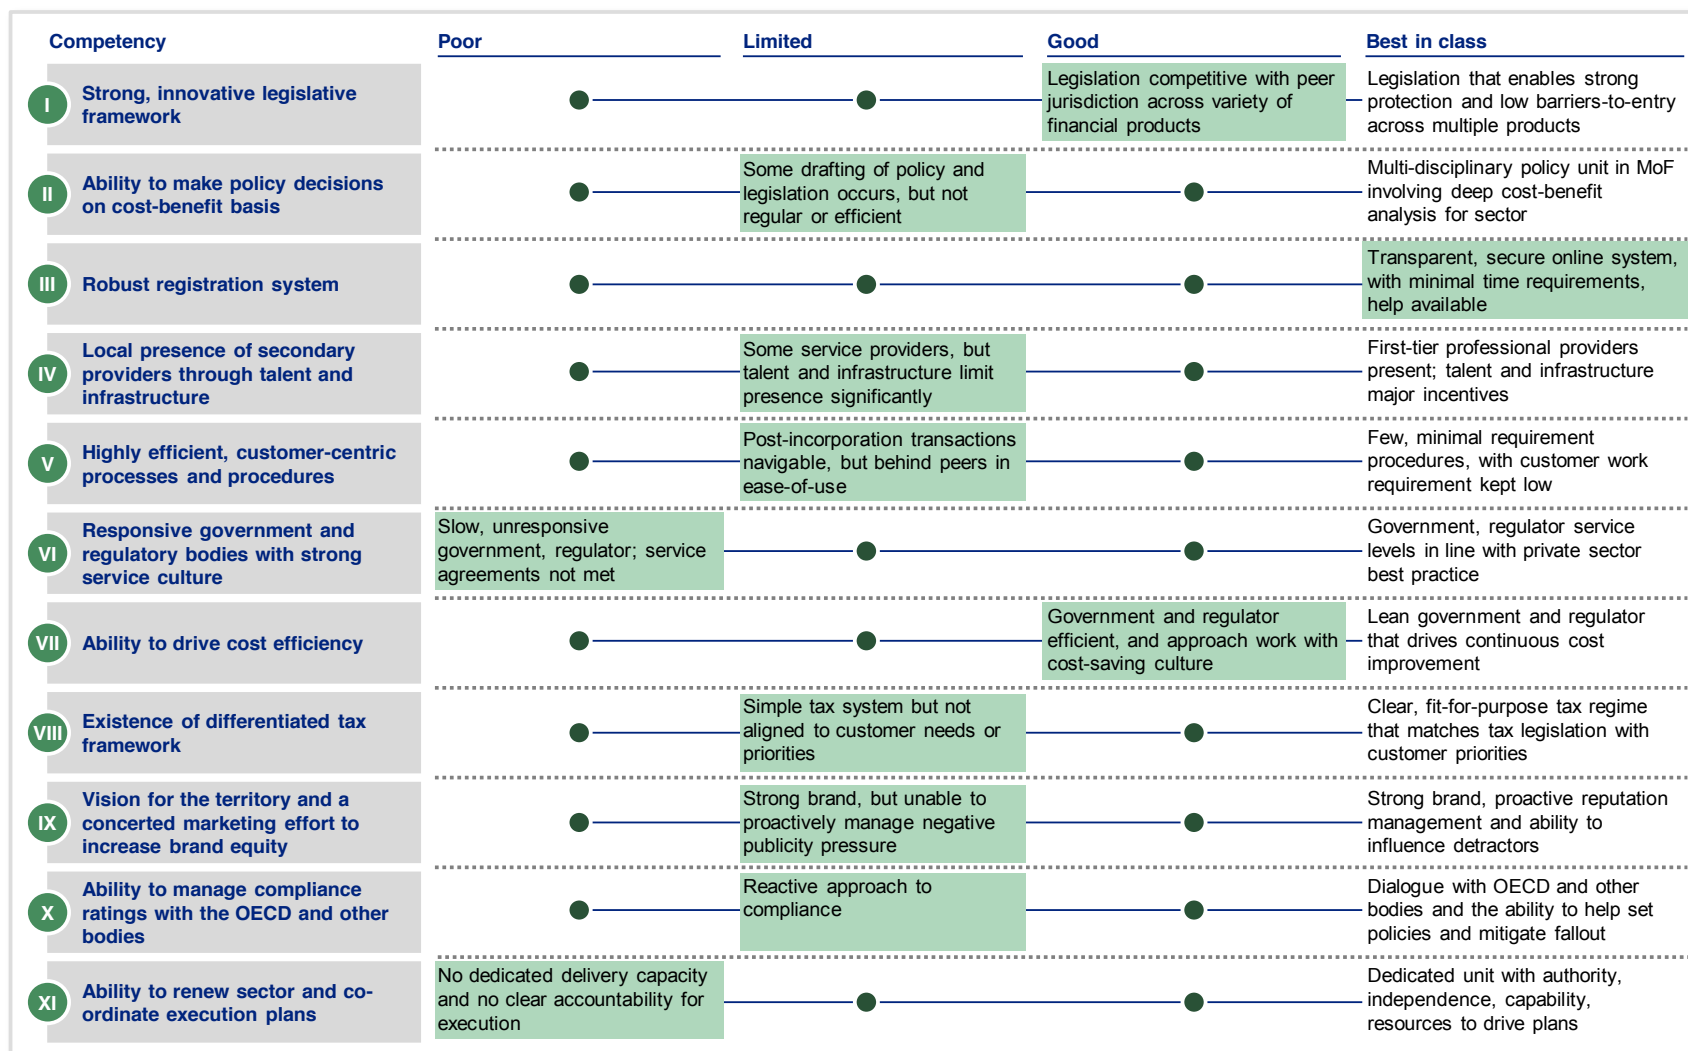 Competency
Poor
Limited
Good
Best in class
I
Strong, innovative legislative
framework
Legislation competitive with peer
jurisdiction across variety of
financial products
Legislation that enables strong
protection and low barriers-to-entry
across multiple products
II
Ability to make policy decisions
on cost-benefit basis
Some drafting of policy and
legislation occurs, but not
regular or efficient
Multi-disciplinary policy unit in MoF
involving deep cost-benefit
analysis for sector
III
Robust registration system
Transparent, secure online system,
with minimal time requirements,
help available
IV
Local presence of secondary
providers through talent and
infrastructure
Some service providers, but
talent and infrastructure limit
presence significantly
First-tier professional providers
present; talent and infrastructure
major incentives
V
Highly efficient, customer-centric
processes and procedures
Post-incorporation transactions
navigable, but behind peers in
ease-of-use
Few, minimal requirement
procedures, with customer work
requirement kept low
VI
Responsive government and
regulatory bodies with strong
service culture
Slow, unresponsive
government, regulator; service
agreements not met
Government, regulator service
levels in line with private sector
best practice
VII
Ability to drive cost efficiency
Government and regulator
efficient, and approach work with
cost-saving culture
Lean government and regulator
that drives continuous cost
improvement
VIII
Existence of differentiated tax
framework
Simple tax system but not
aligned to customer needs or
priorities
Clear, fit-for-purpose tax regime
that matches tax legislation with
customer priorities
IX
Vision for the territory and a
concerted marketing effort to
increase brand equity
Strong brand, but unable to
proactively manage negative
publicity pressure
Strong brand, proactive reputation
management and ability to
influence detractors
X
Ability to manage compliance
ratings with the OECD and other
bodies
Reactive approach to
compliance
Dialogue with OECD and other
bodies and the ability to help set
policies and mitigate fallout
XI
Ability to renew sector and co-
ordinate execution plans
No dedicated delivery capacity
and no clear accountability for
execution
Dedicated unit with authority,
independence, capability,
resources to drive plans